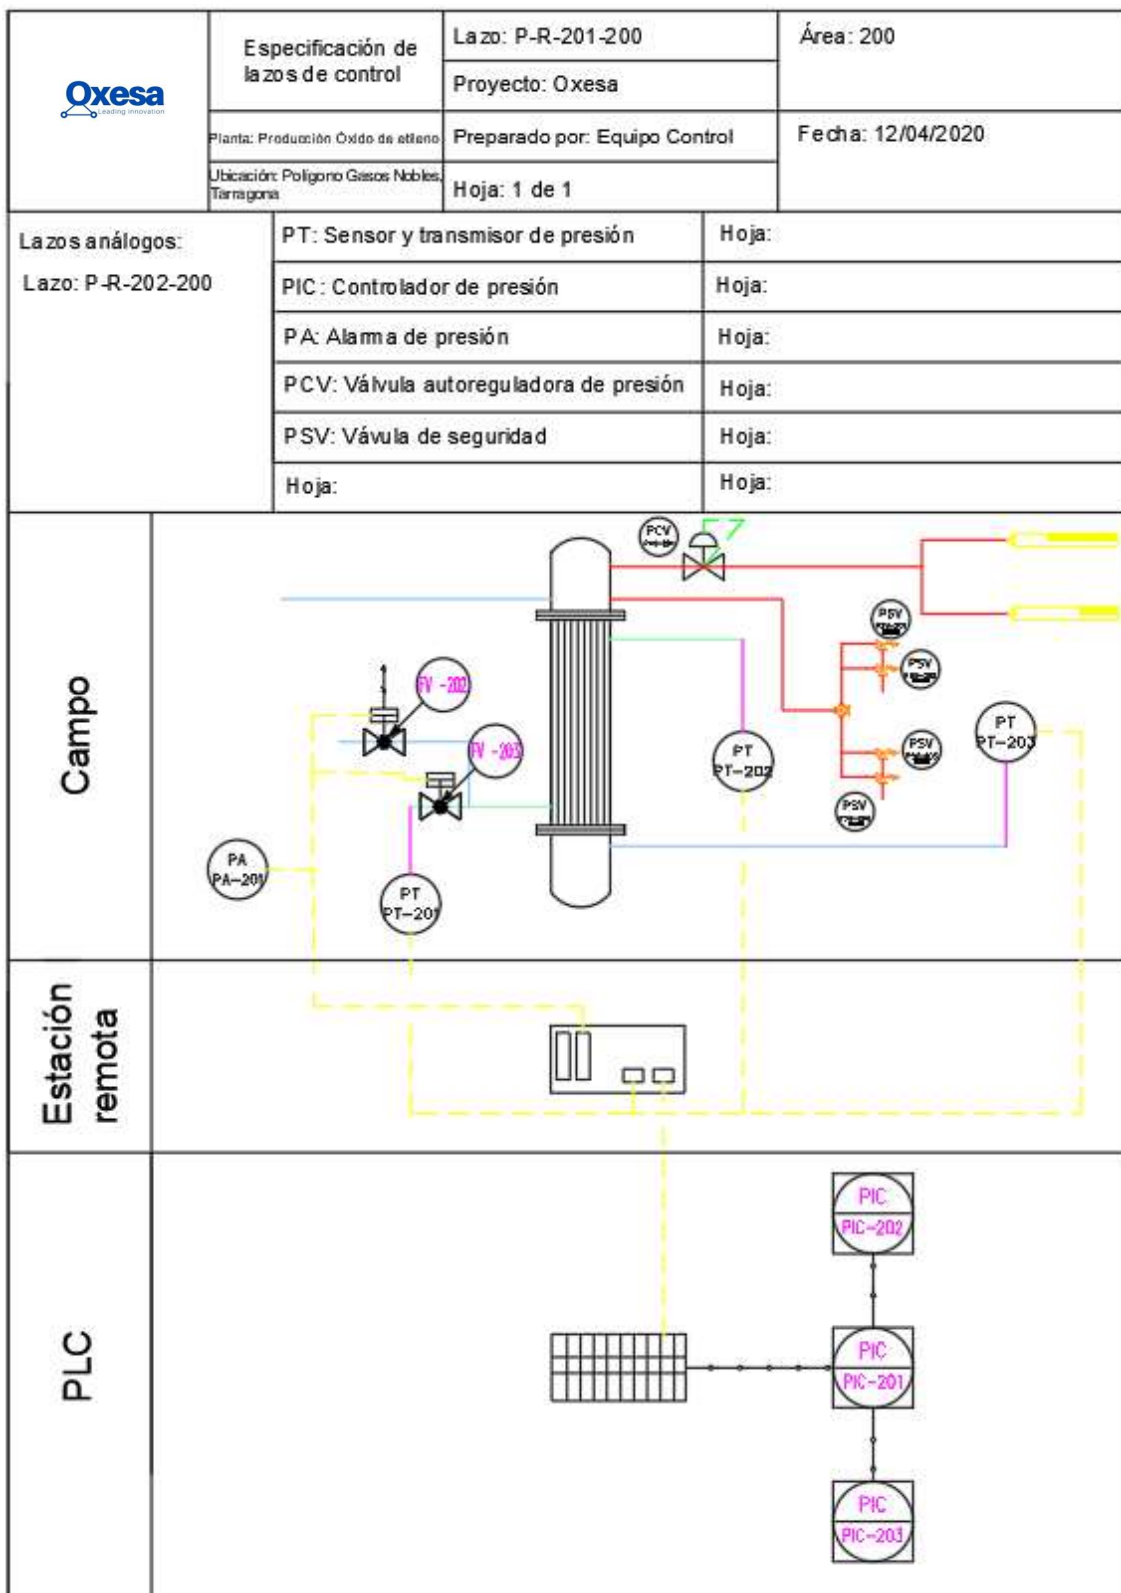 Oxesa
Leading innovation
Especificación de
lazos de control
Lazo: P-R-201-200
Área: 200
Proyecto: Oxesa
Planta: Producción Óxido de etileno
Preparado por: Equipo Control
Fecha: 12/04/2020
Ubicación: Polígono Gasos Nobles,
Tarragona
Hoja: 1 de 1
Lazos análogos:
Lazo: P-R-202-200
PT: Sensor y transmisor de presión
Hoja:
PIC: Controlador de presión
Hoja:
PA: Alarma de presión
Hoja:
PCV: Válvula autoreguladora de presión
Hoja:
PSV: Vávula de seguridad
Hoja:
Hoja:
Hoja:
Campo
PCV
PSV
PSV
FV -202
PT
PT-203
FV -203
PT
PT-202
PSV
PSV
PA
PA-201
PT
PT-201
Estación
remota
PLC
PIC
PIC-202
PIC
PIC-201
PIC
PIC-203